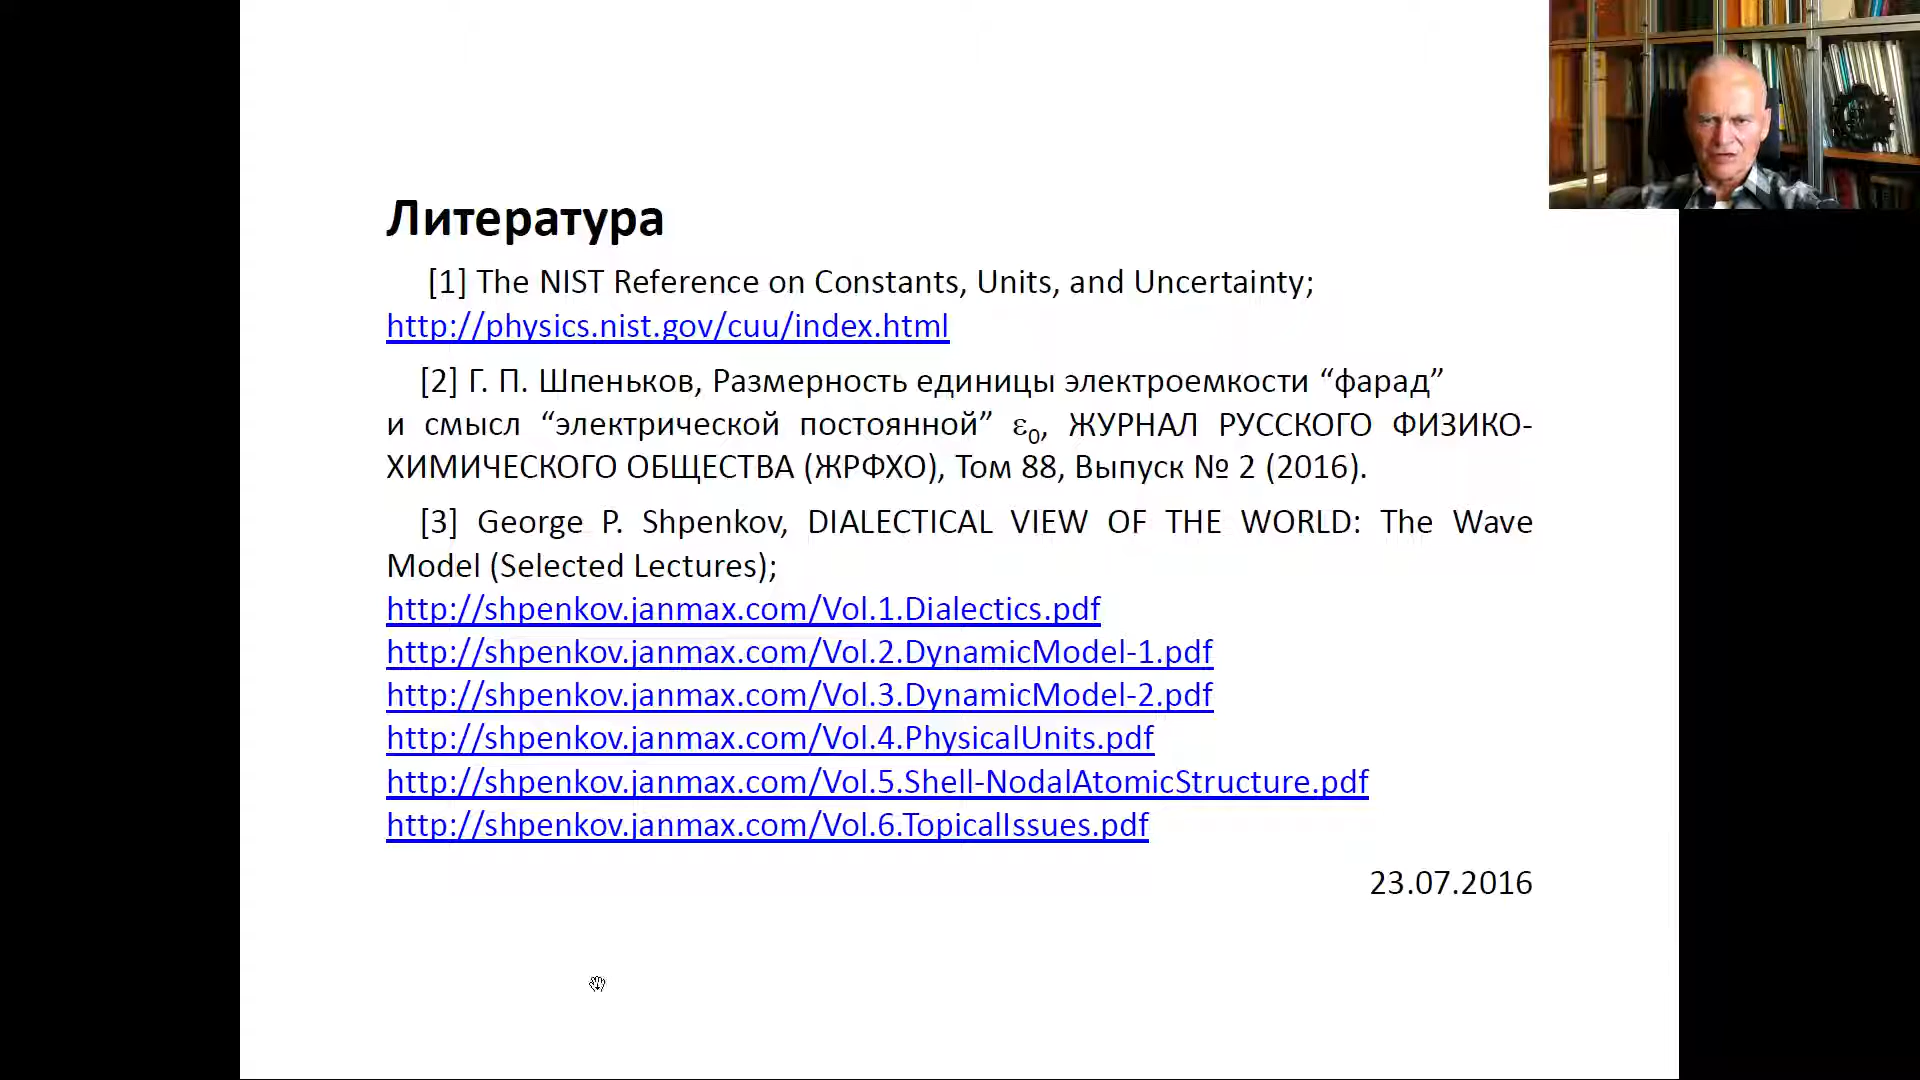 Литература
[1] The NIST Reference on Constants, Units, and Uncertainty;
http://physics.nist.gov/cuu/index.html
[2] Г. П. Шпеньков, Размерность единицы электроемкости “фарад”
и смысл “электрической постоянной” ε₀, ЖУРНАЛ РУССКОГО ФИЗИКО-
ХИМИЧЕСКОГО ОБЩЕСТВА (ЖРФХО), Том 88, Выпуск № 2 (2016).
[3] George P. Shpenkov, DIALECTICAL VIEW OF THE WORLD: The Wave
Model (Selected Lectures);
http://shpenkov.janmax.com/Vol.1.Dialectics.pdf
http://shpenkov.janmax.com/Vol.2.DynamicModel-1.pdf
http://shpenkov.janmax.com/Vol.3.DynamicModel-2.pdf
http://shpenkov.janmax.com/Vol.4.PhysicalUnits.pdf
http://shpenkov.janmax.com/Vol.5.Shell-NodalAtomicStructure.pdf
http://shpenkov.janmax.com/Vol.6.TopicalIssues.pdf
23.07.2016